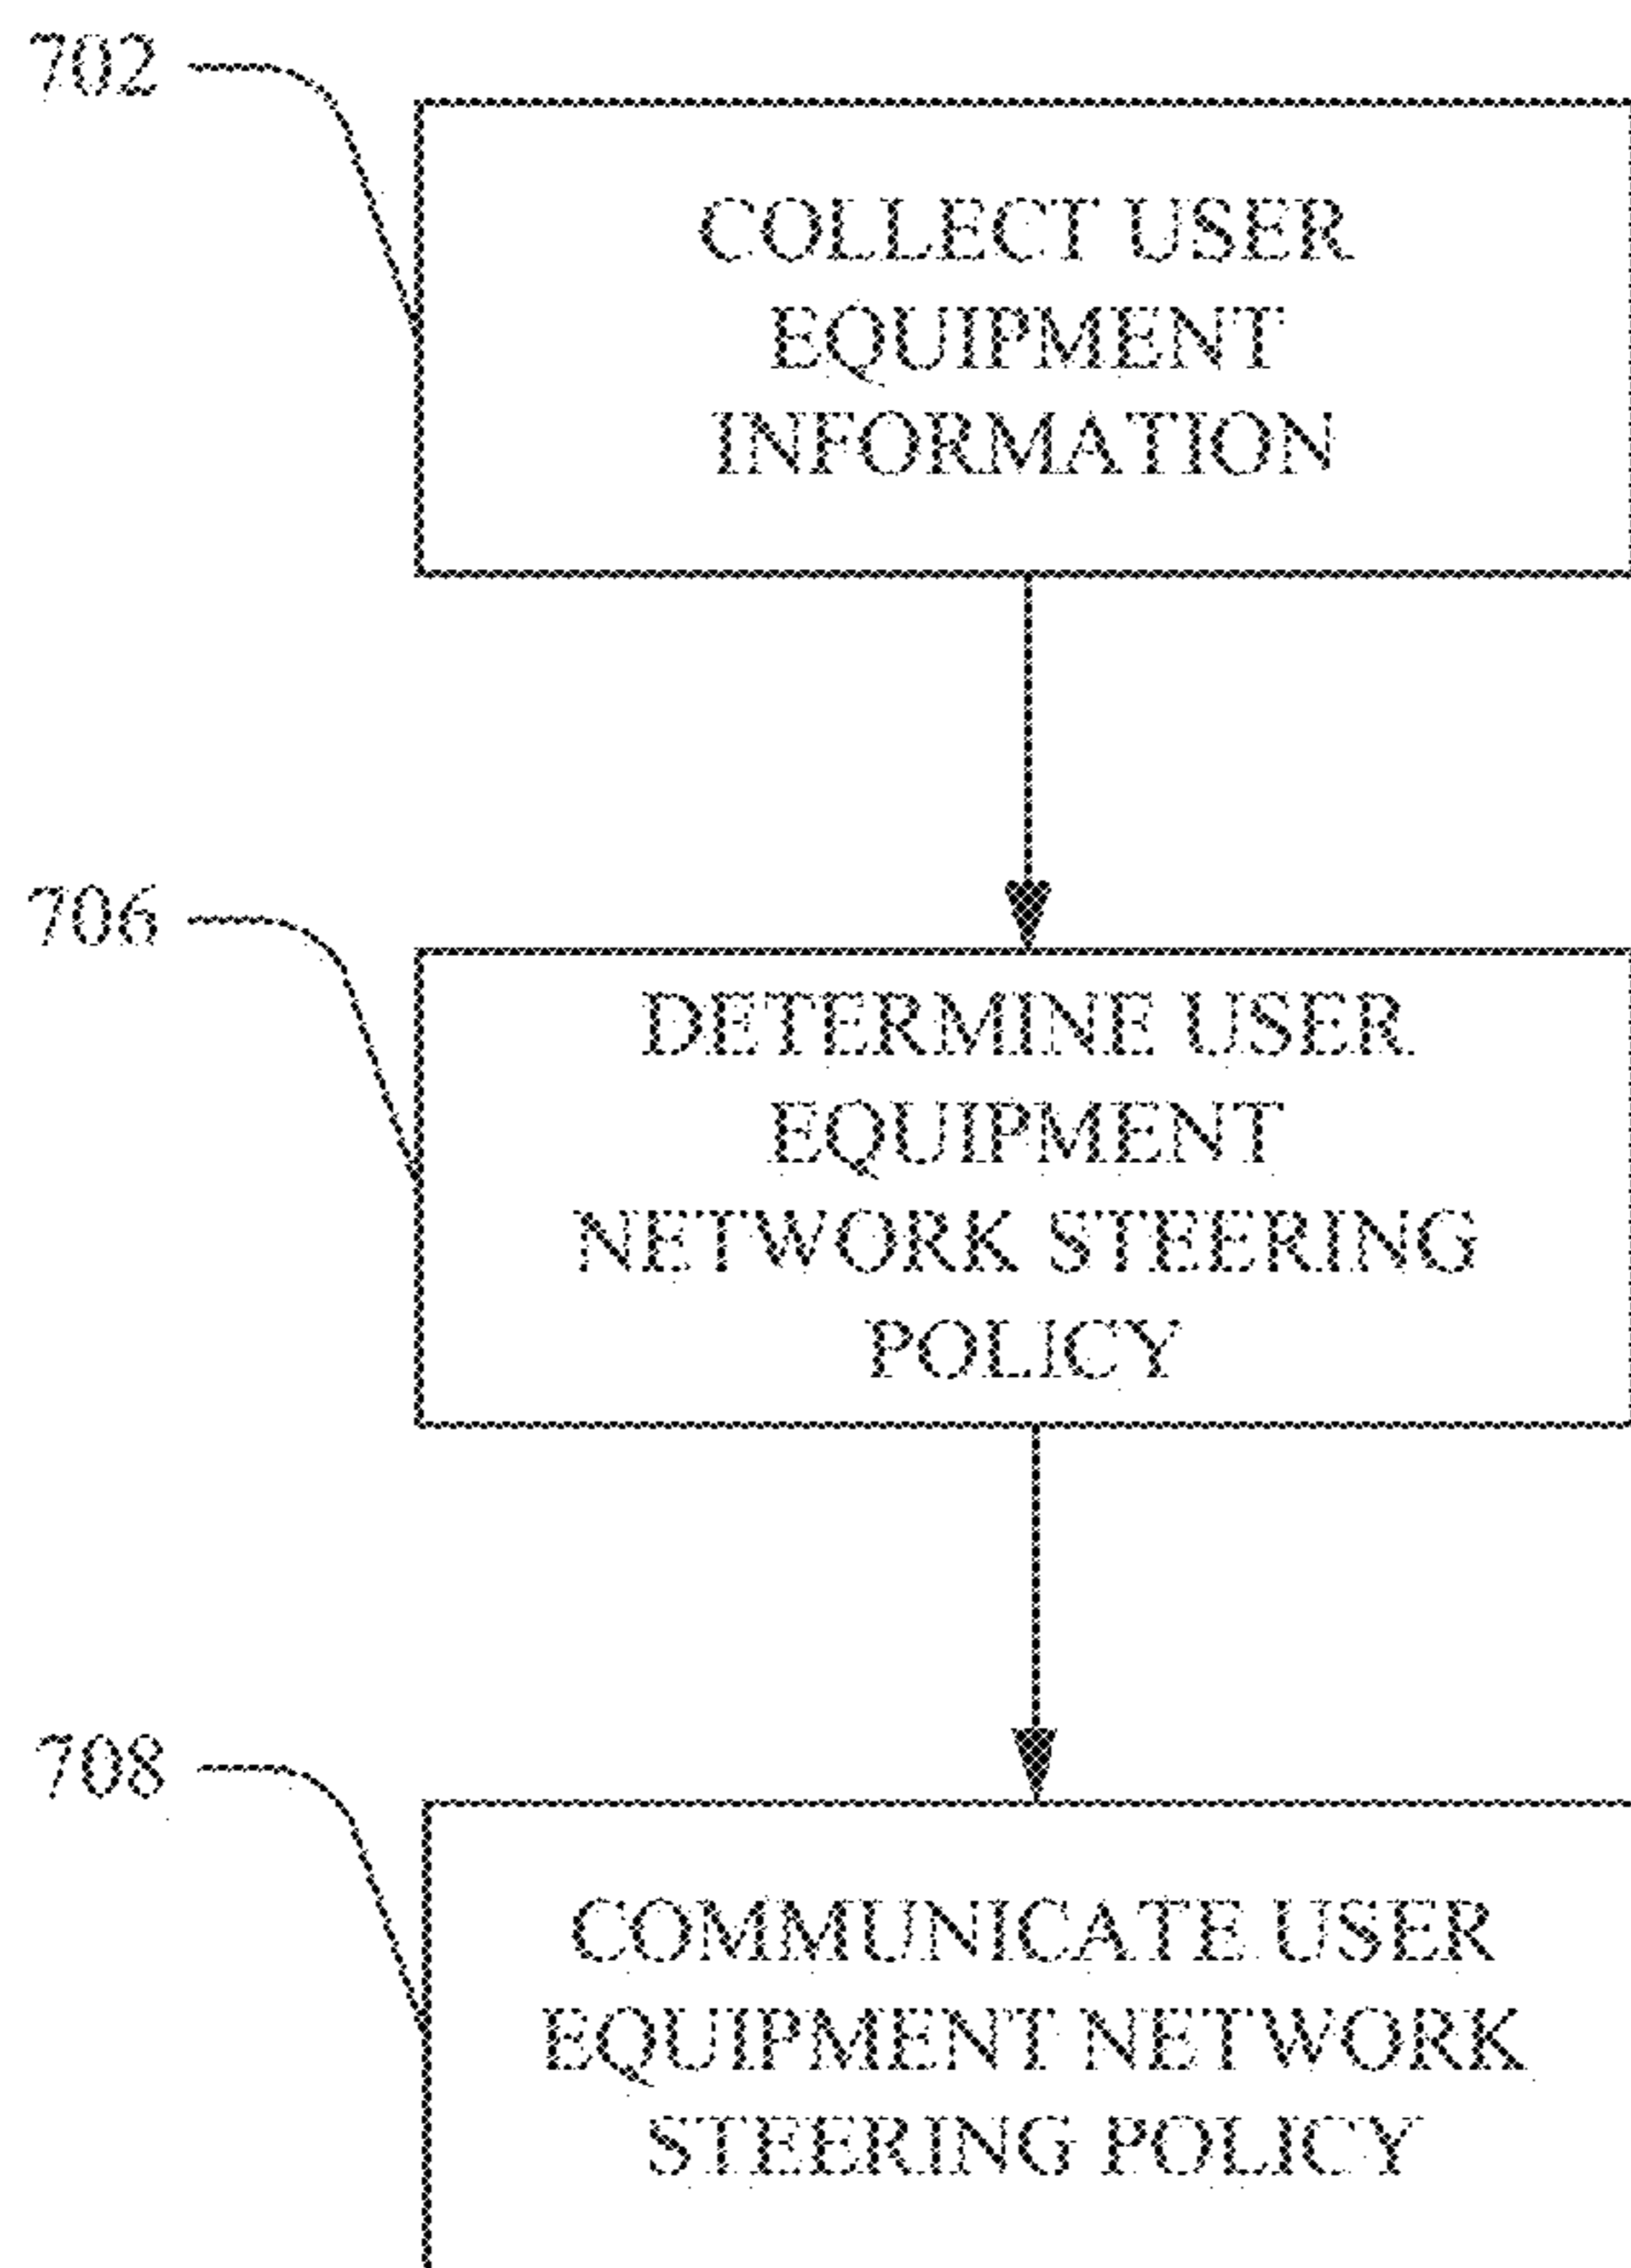 702
COLLECT USER
EQUIPMENT
INFORMATION
706
DETERMINE USER
EQUIPMENT
NETWORK STEERING
POLICY
708
COMMUNICATE USER
EQUIPMENT NETWORK
STEERING POLICY